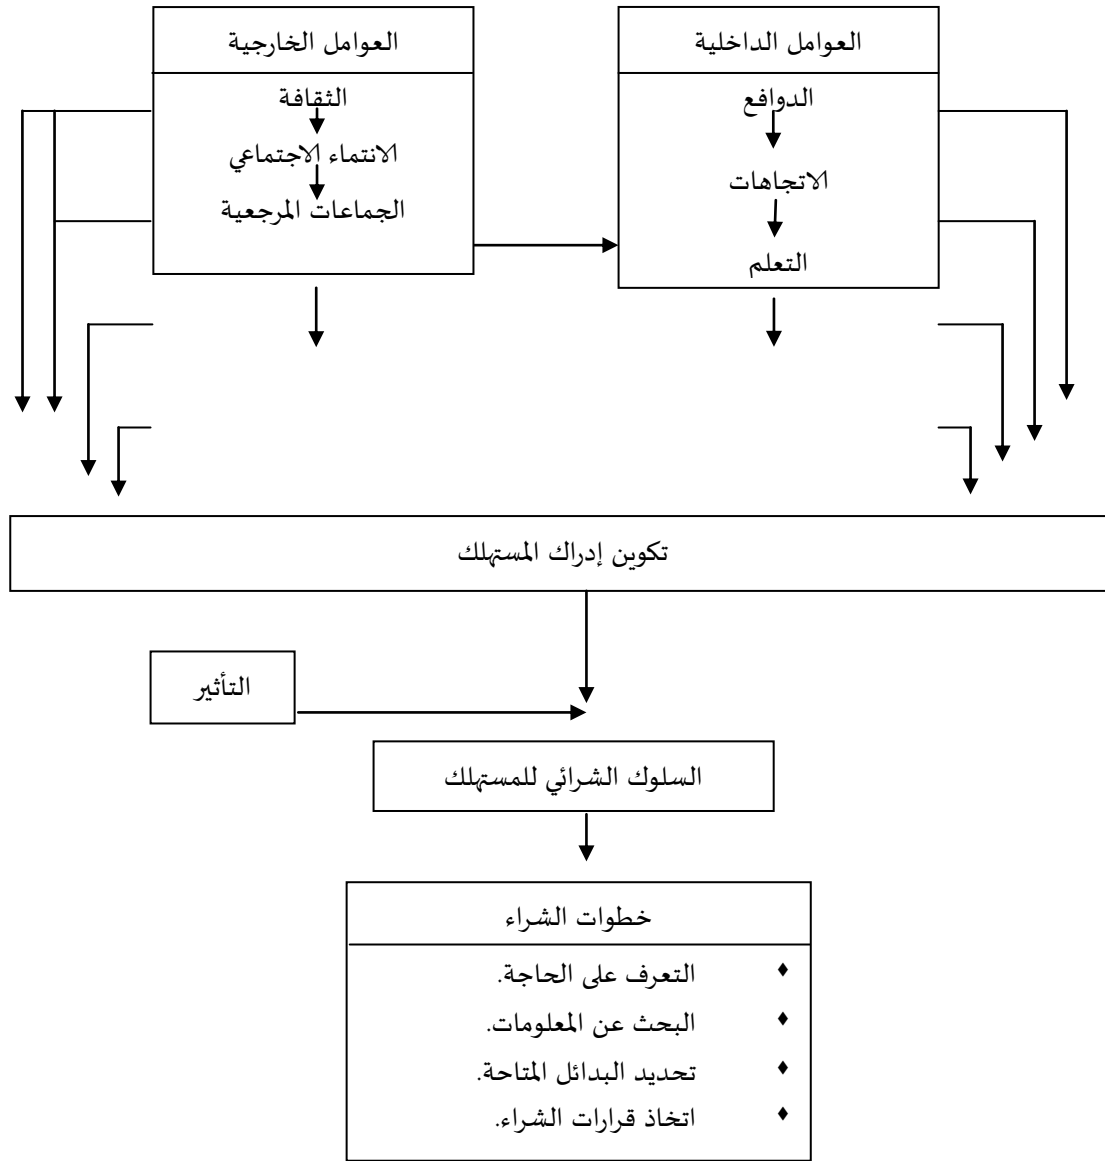 العوامل الداخلية
الدوافع
الاتجاهات
التعلم
العوامل الخارجية
الثقافة
الانتماء الاجتماعي
الجماعات المرجعية
تكوين إدراك المستهلك
التأثير
السلوك الشرائي للمستهلك
خطوات الشراء
♦ التعرف على الحاجة.
♦ البحث عن المعلومات.
♦ تحديد البدائل المتاحة.
♦ اتخاذ قرارات الشراء.